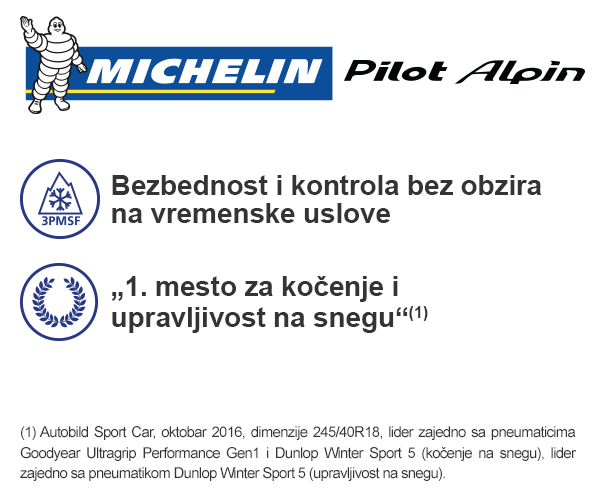 MICHELIN Pilot Alpin
Bezbednost i kontrola bez obzira
na vremenske uslove
3PMSF
„1. mesto za kočenje i
upravljivost na snegu“(1)
(1) Autobild Sport Car, oktobar 2016, dimenzije 245/40R18, lider zajedno sa pneumaticima
Goodyear Ultragrip Performance Gen1 i Dunlop Winter Sport 5 (kočenje na snegu), lider
zajedno sa pneumatikom Dunlop Winter Sport 5 (upravljivost na snegu).